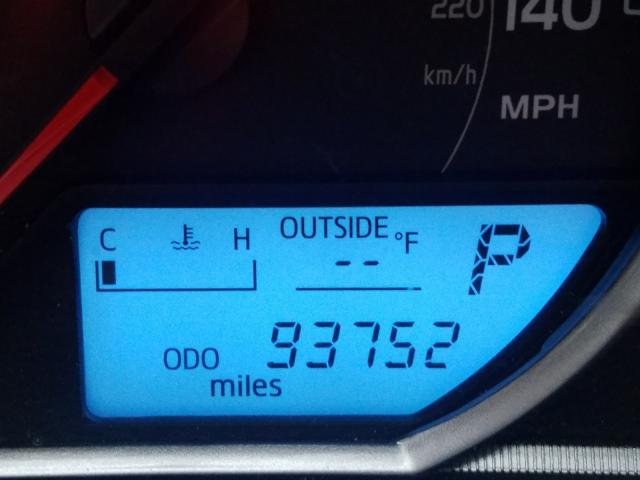 220 140
km/h
MPH
C H OUTSIDE °F P
--
ODO 93752
miles